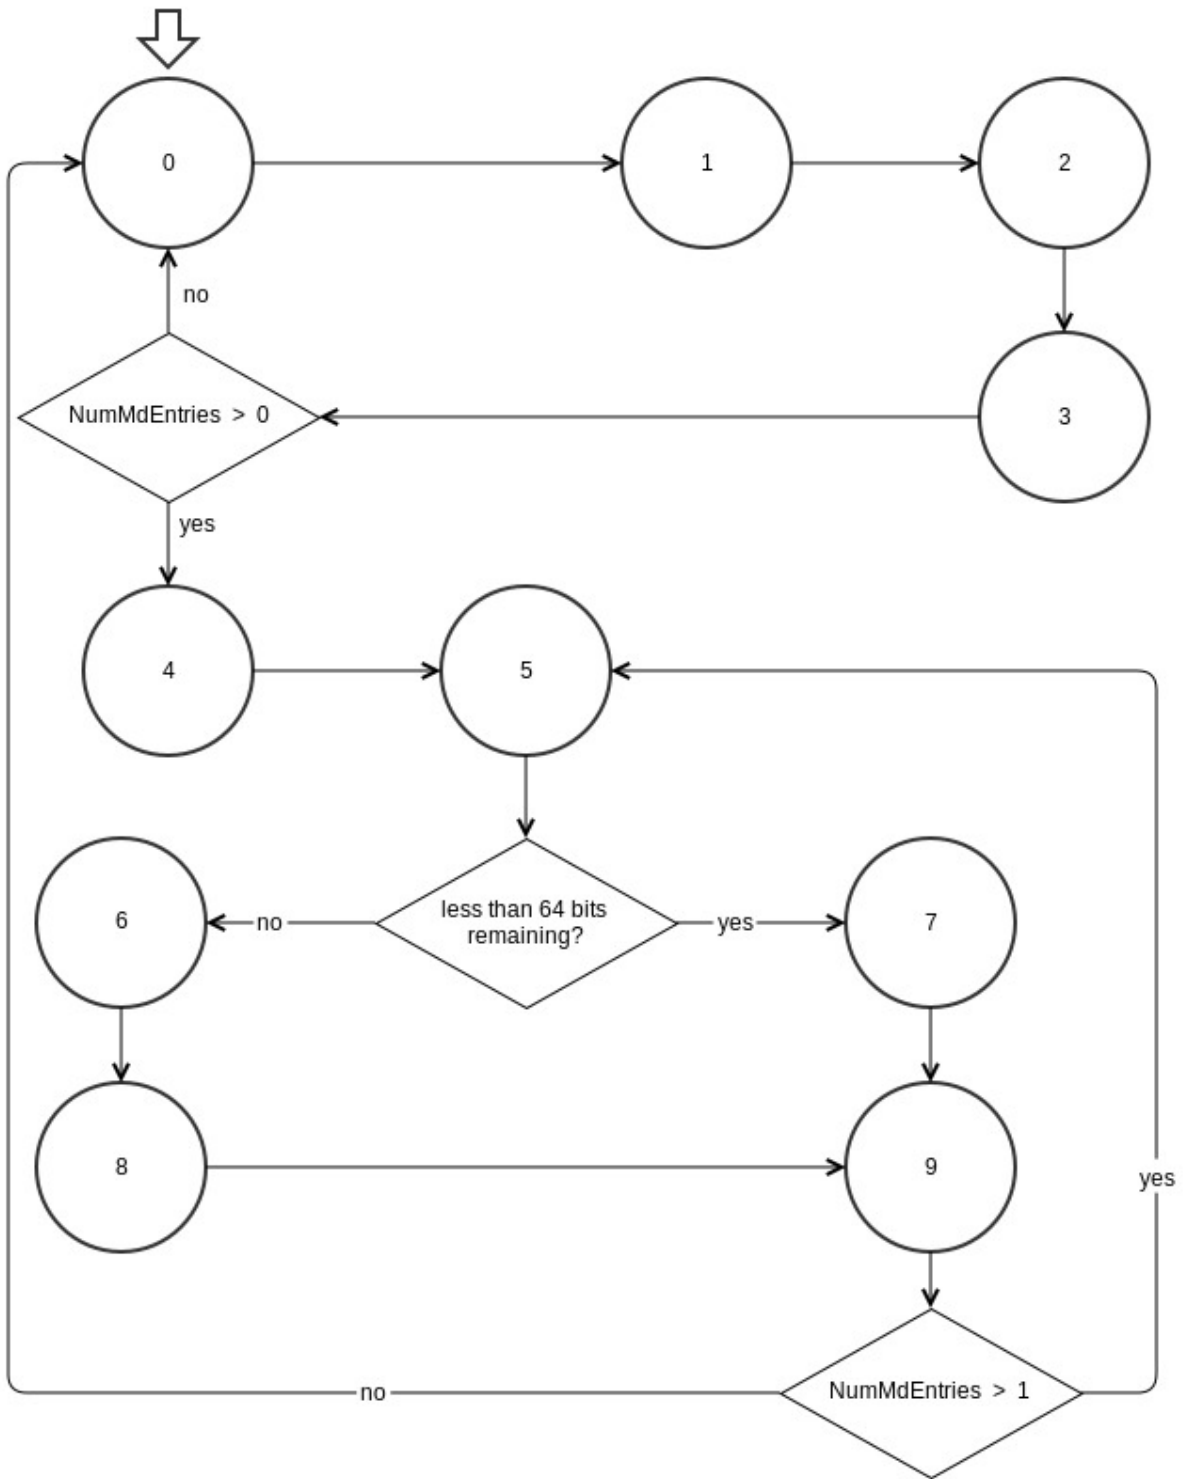 0
1
2
no
NumMdEntries > 0
3
yes
4
5
6
no
less than 64 bits
remaining?
yes
7
8
9
yes
no
NumMdEntries > 1